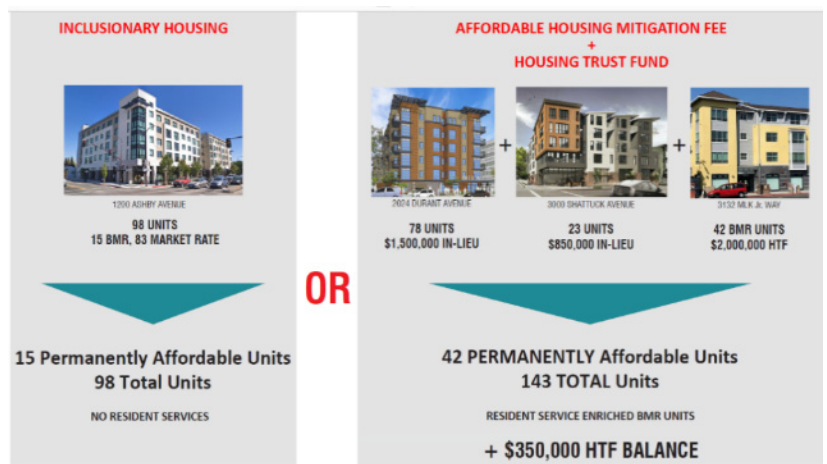 INCLUSIONARY HOUSING
1200 ASHBY AVENUE
98 UNITS
15 BMR, 83 MARKET RATE
15 Permanently Affordable Units
98 Total Units
NO RESIDENT SERVICES
OR
AFFORDABLE HOUSING MITIGATION FEE
+
HOUSING TRUST FUND
+
+
2024 DURANT AVENUE
3000 SHATTUCK AVENUE
3132 MLK Jr. WAY
78 UNITS
$1,500,000 IN-LIEU
23 UNITS
$850,000 IN-LIEU
42 BMR UNITS
$2,000,000 HTF
42 PERMANENTLY Affordable Units
143 TOTAL Units
RESIDENT SERVICE ENRICHED BMR UNITS
+ $350,000 HTF BALANCE